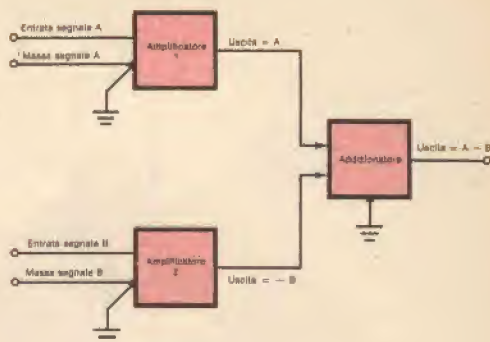 Entrata segnale A
Massa segnale A
Amplificatore
1
Uscita = A
Addizionatore
Uscita = A — B
Entrata segnale B
Massa segnale B
Amplificatore
2
Uscita = — B